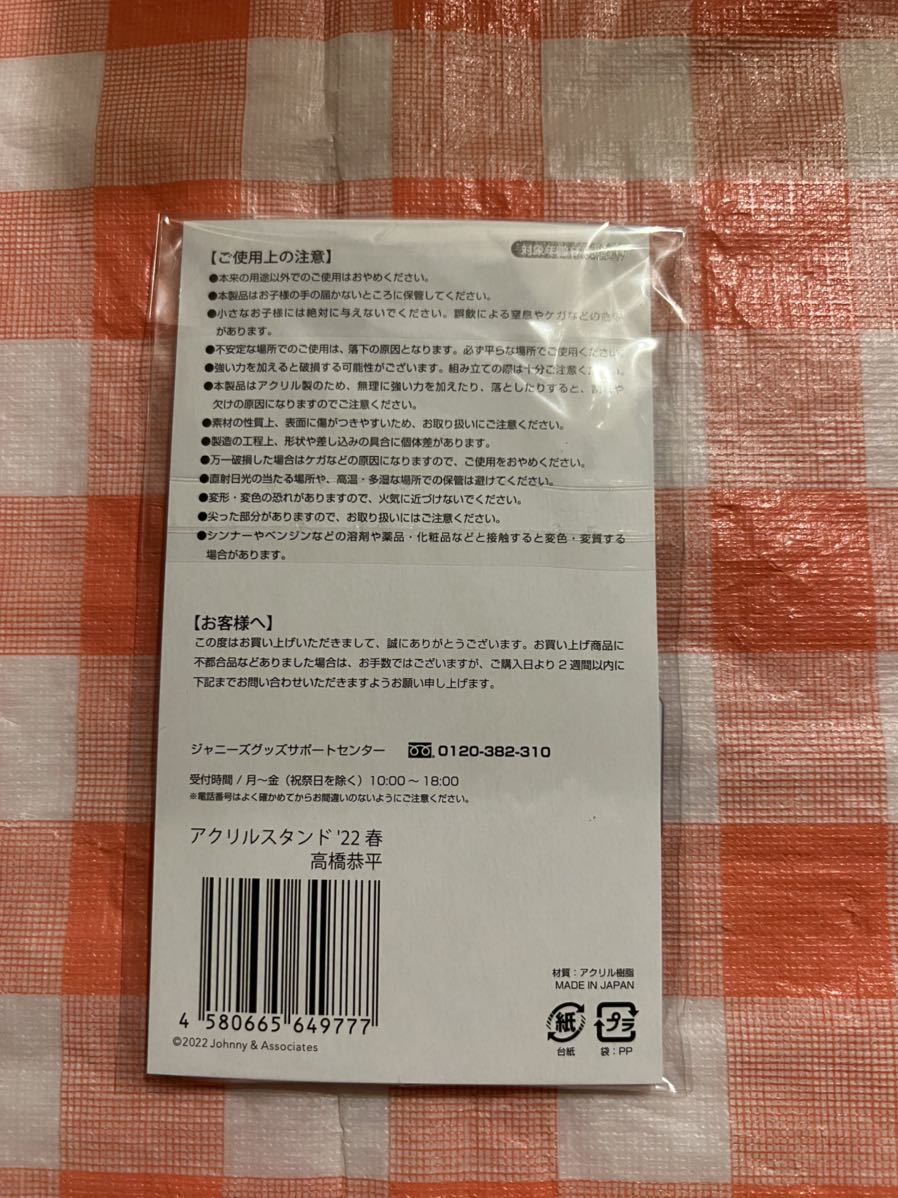 【ご使用上の注意】
対象年齢
●本来の用途以外でのご使用はおやめください。
●本製品はお子様の手の届かないところに保管してください。
●小さなお子様には絶対に与えないでください。誤飲による窒息やケガなどの危険
があります。
●不安定な場所でのご使用は、落下の原因となります。必ず平らな場所でご使用ください。
●強い力を加えると破損する可能性がございます。組み立ての際は十分ご注意ください。
●本製品はアクリル製のため、無理に強い力を加えたり、落としたりすると、割れや
欠けの原因になりますのでご注意ください。
●素材の性質上、表面に傷がつきやすいため、お取り扱いにご注意ください。
●製造の工程上、形状や差し込みの具合に個体差があります。
●万一破損した場合はケガなどの原因になりますので、ご使用をおやめください。
●直射日光の当たる場所や、高温・多湿な場所での保管は避けてください。
●変形・変色の恐れがありますので、火気に近づけないでください。
●尖った部分がありますので、お取り扱いにはご注意ください。
●シンナーやベンジンなどの溶剤や薬品・化粧品などと接触すると変色・変質する
場合があります。
【お客様へ】
この度はお買い上げいただきまして、誠にありがとうございます。お買い上げ商品に
不都合品などありました場合は、お手数ではございますが、ご購入日より2週間以内に
下記までお問い合わせいただきますようお願い申し上げます。
ジャニーズグッズサポートセンター 0120-382-310
受付時間/月~金（祝祭日を除く）10:00~18:00
※電話番号はよく確かめてからお間違いのないようにご注意ください。
アクリルスタンド'22 春
高橋恭平
4 580665 649777
©2022 Johnny & Associates
材質：アクリル樹脂
MADE IN JAPAN
紙
プラ
台紙
袋：PP